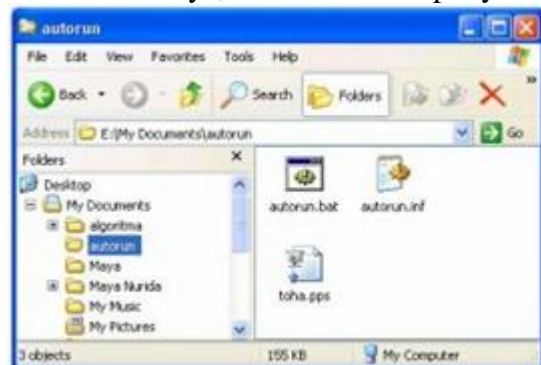 autorun
File Edit View Favorites Tools Help
Back Search Folders
Address E:\My Documents\autorun Go
Folders
Desktop
My Documents
algoritma
autorun
Maya
Maya Nurida
My Music
My Pictures
autorun.bat autorun.inf
toha.pps
3 objects 155 KB My Computer